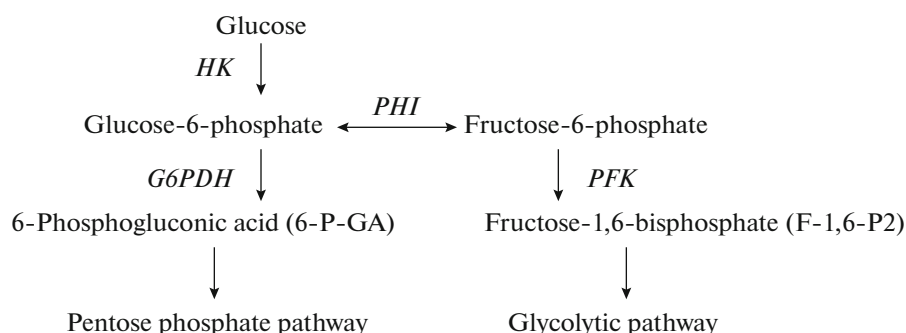 Glucose
HK
PHI
Glucose-6-phosphate
Fructose-6-phosphate
G6PDH
PFK
6-Phosphogluconic acid (6-P-GA)
Fructose-1,6-bisphosphate (F-1,6-P2)
Pentose phosphate pathway
Glycolytic pathway